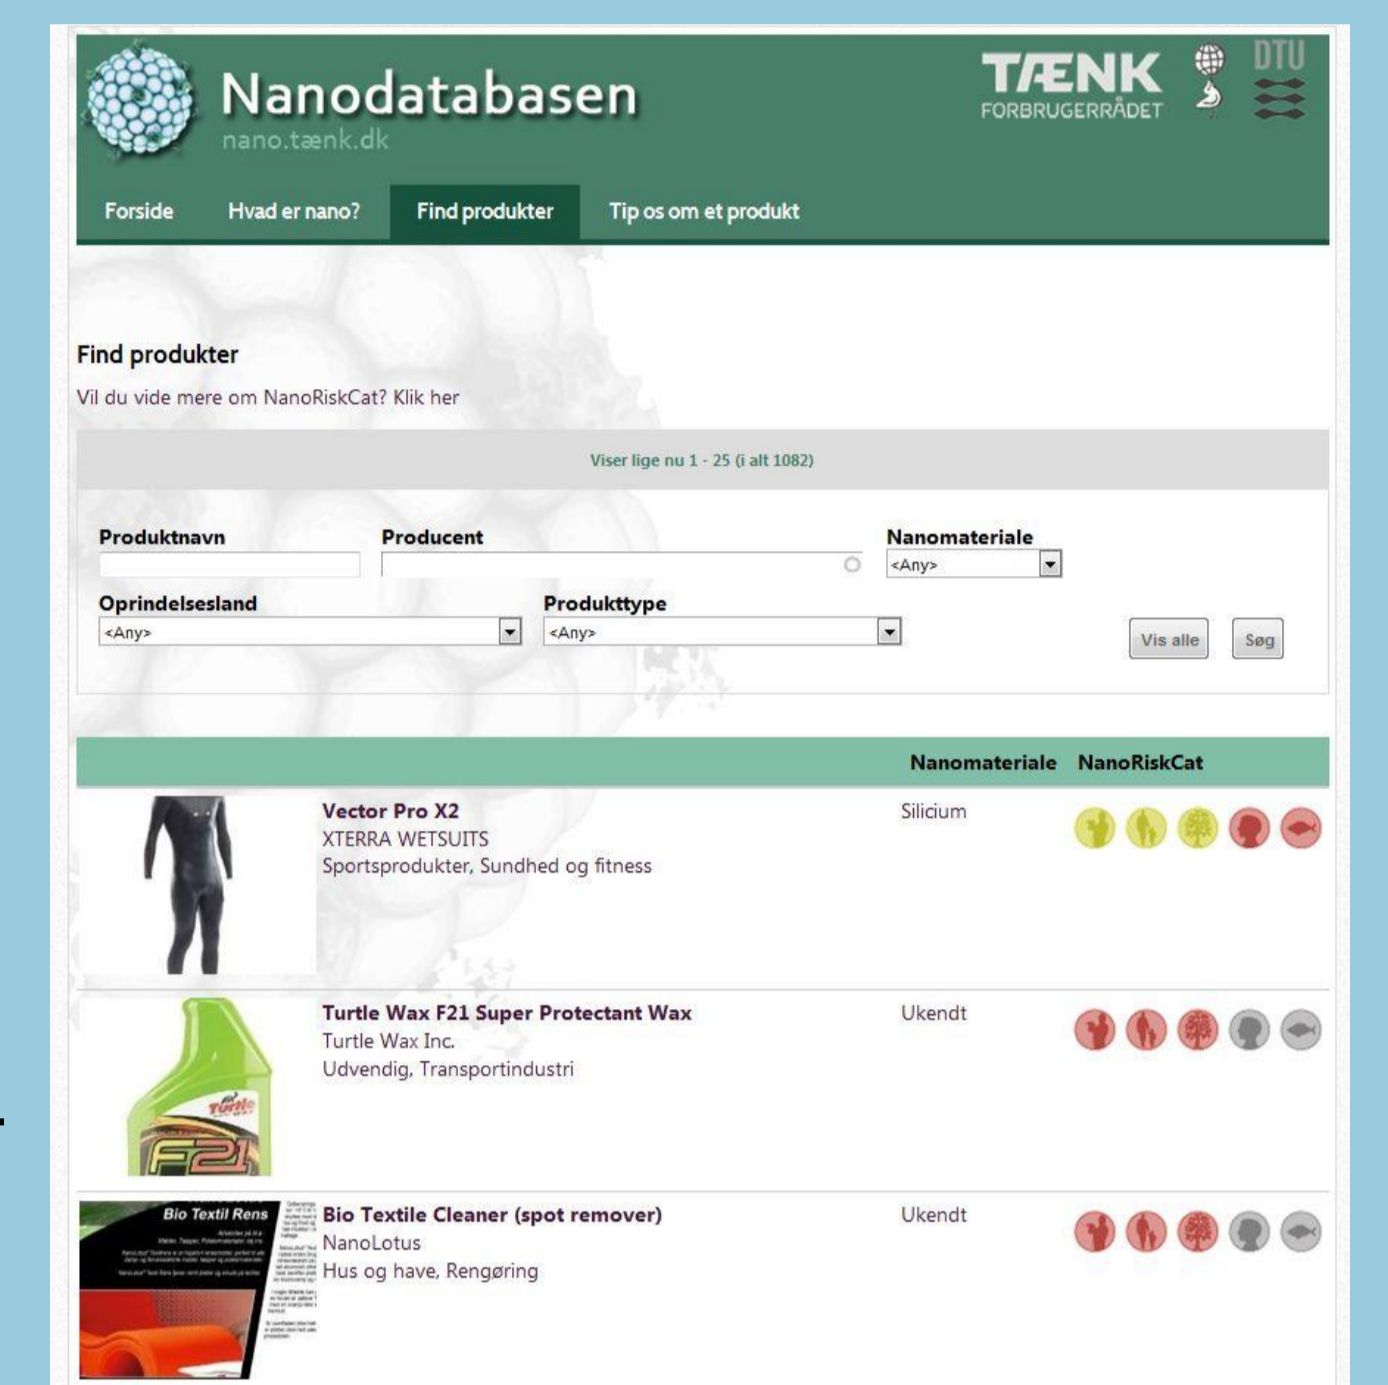 Nanodatabasen
nano.tænk.dk
TÆNK
FORBRUGERRÅDET
DTU
Forside
Hvad er nano?
Find produkter
Tip os om et produkt
Find produkter
Vil du vide mere om NanoRiskCat? Klik her
Viser lige nu 1 - 25 (i alt 1082)
Produktnavn
Producent
Nanomateriale
<Any>
Oprindelsesland
Produkttype
<Any>
<Any>
Vis alle
Søg
Nanomateriale
NanoRiskCat
Vector Pro X2
XTERRA WETSUITS
Sportsprodukter, Sundhed og fitness
Silicium
Turtle Wax F21 Super Protectant Wax
Turtle Wax Inc.
Udvendig, Transportindustri
Ukendt
Turtle
F21
Bio Textil Rens
Bio Textile Cleaner (spot remover)
NanoLotus
Hus og have, Rengøring
Ukendt